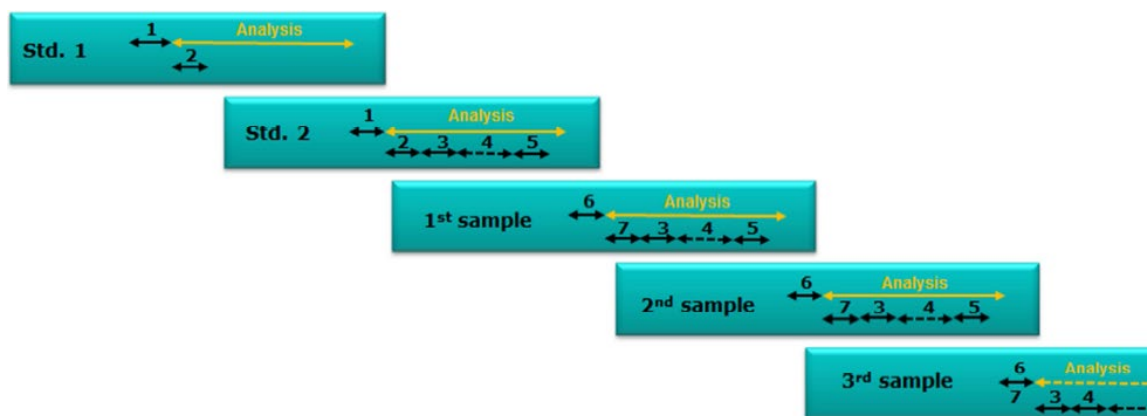 1 Analysis
Std. 1
2
1 Analysis
Std. 2
2 3 4 5
6 Analysis
1st sample
7 3 4 5
6 Analysis
2nd sample
7 3 4 5
6 Analysis
3rd sample
7 3 4